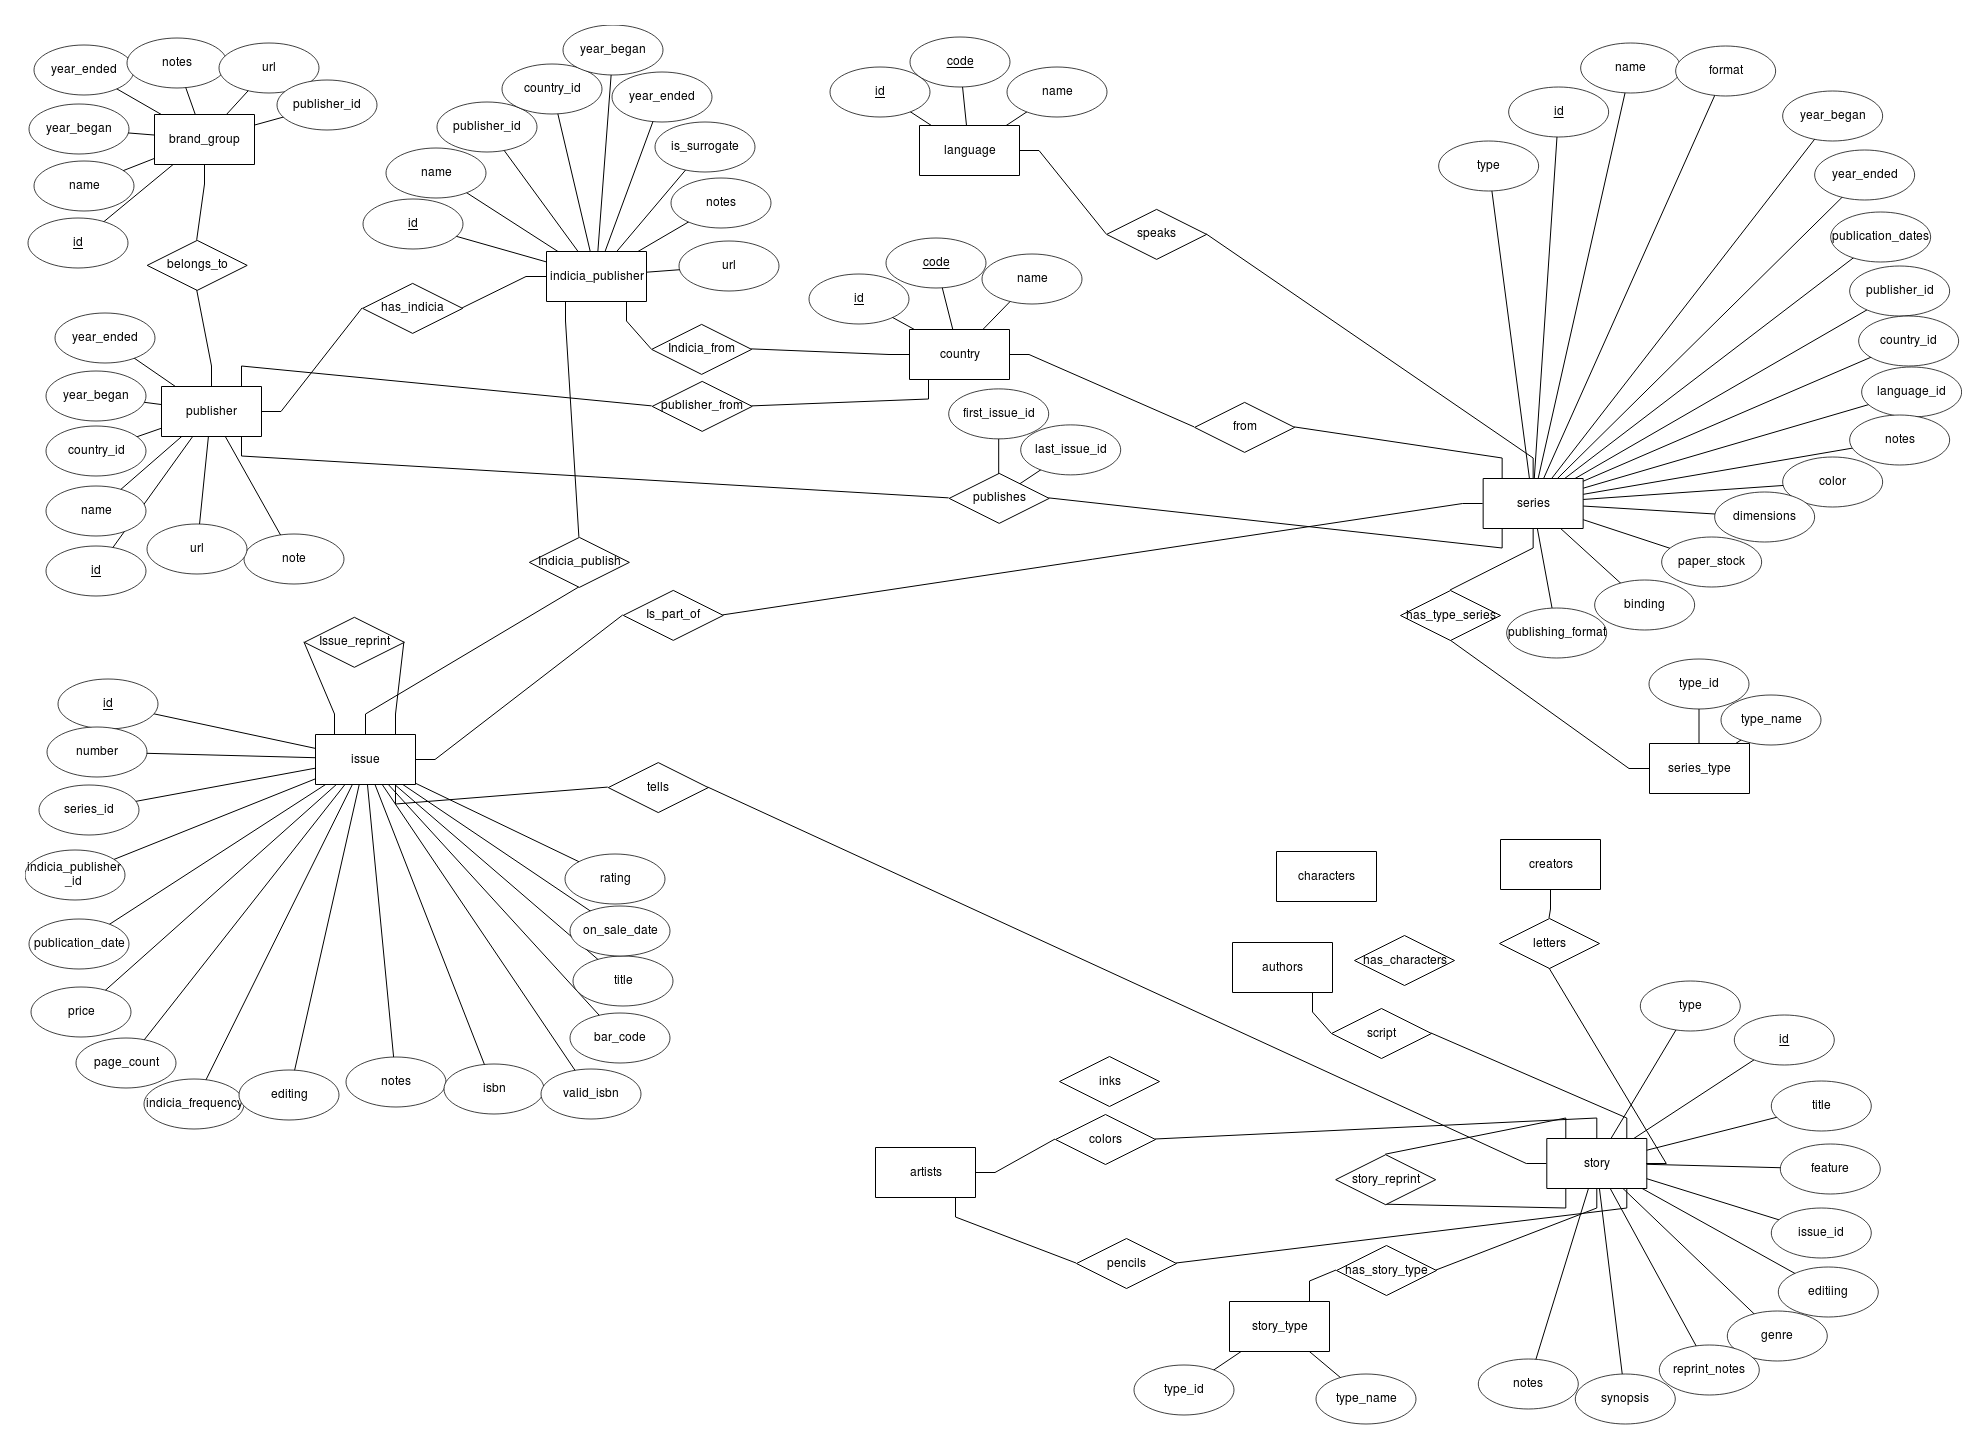 year_ended
notes
url
publisher_id
year_began
brand_group
name
id
belongs_to
year_began
country_id
year_ended
publisher_id
is_surrogate
name
notes
id
indicia_publisher
url
has_indicia
Indicia_from
publisher_from
code
id
name
language
speaks
code
id
name
country
from
first_issue_id
last_issue_id
publishes
year_ended
year_began
publisher
country_id
name
url
note
id
name
format
id
year_began
type
year_ended
publication_dates
publisher_id
country_id
language_id
notes
color
series
dimensions
paper_stock
binding
publishing_format
has_type_series
type_id
type_name
series_type
Indicia_publish
Is_part_of
Issue_reprint
id
number
issue
series_id
indicia_publisher
_id
publication_date
price
page_count
indicia_frequency
editing
notes
isbn
valid_isbn
bar_code
title
on_sale_date
rating
tells
characters
creators
authors
has_characters
letters
script
inks
colors
artists
story_reprint
pencils
has_story_type
story_type
type_id
type_name
story
type
id
title
feature
issue_id
editiing
genre
reprint_notes
synopsis
notes